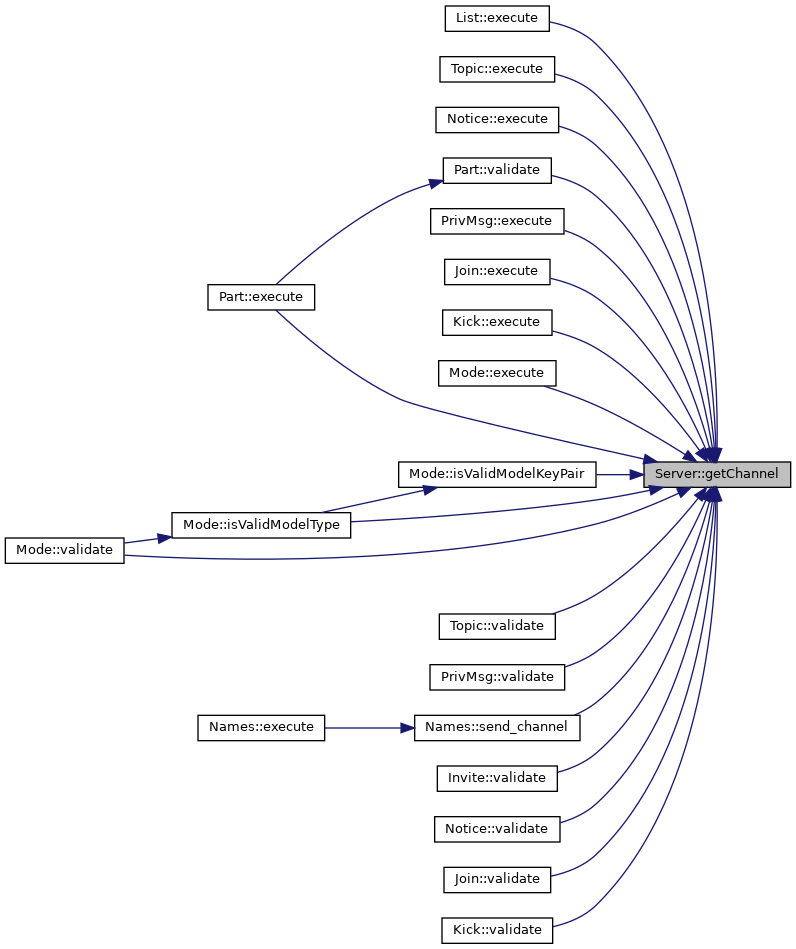 List::execute
Topic::execute
Notice::execute
Part::validate
PrivMsg::execute
Join::execute
Part::execute
Kick::execute
Mode::execute
Mode::isValidModelKeyPair
Server::getChannel
Mode::isValidModelType
Mode::validate
Topic::validate
PrivMsg::validate
Names::execute
Names::send_channel
Invite::validate
Notice::validate
Join::validate
Kick::validate